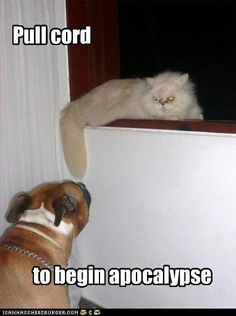 Pull cord
to begin apocalypse
ICANHASCHEEZBURGER.COM